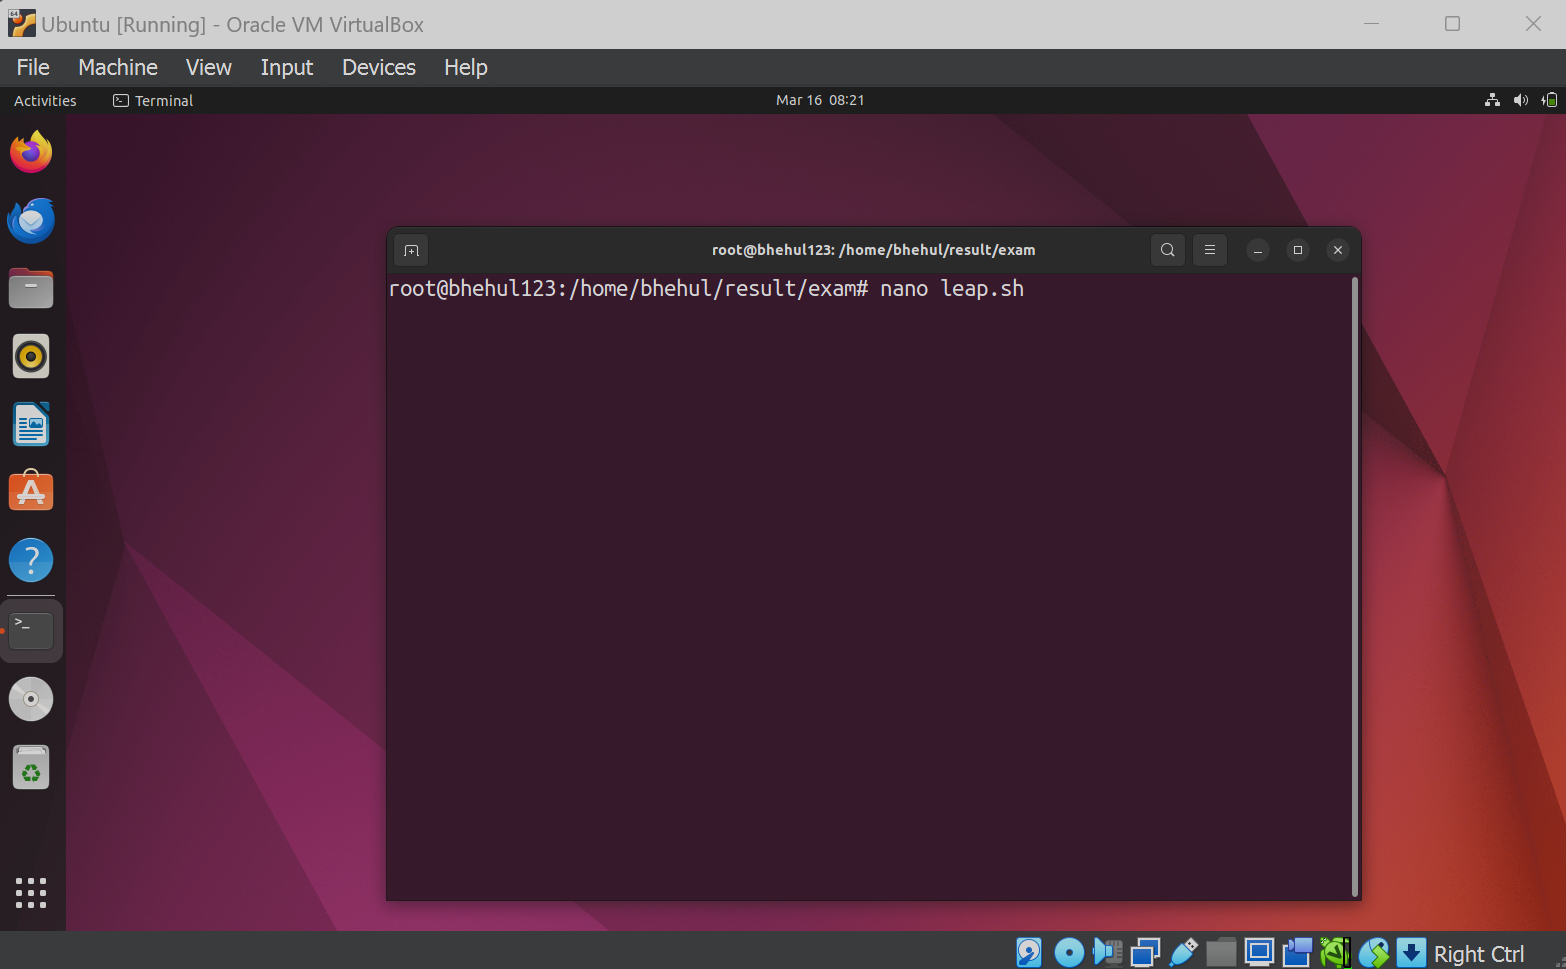 Ubuntu [Running] - Oracle VM VirtualBox
File Machine View Input Devices Help
Activities Terminal Mar 16 08:21
root@bhehul123: /home/bhehul/result/exam
root@bhehul123:/home/bhehul/result/exam# nano leap.sh
Right Ctrl